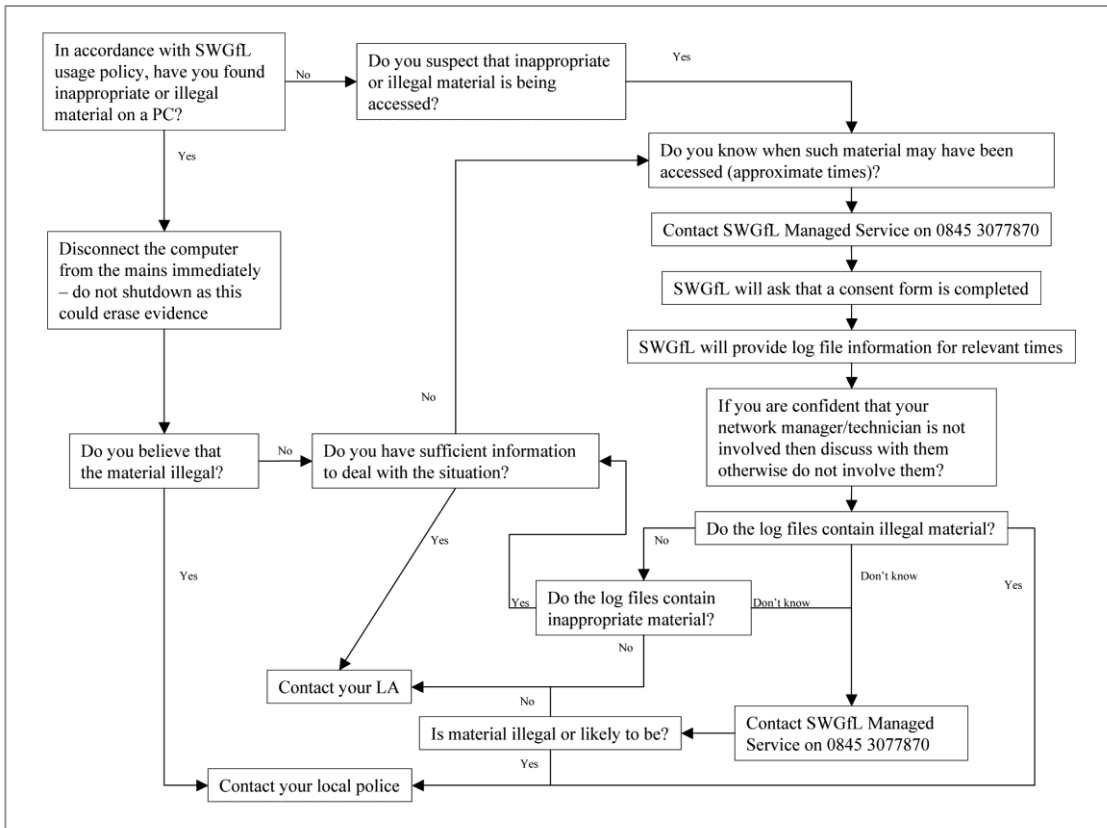 In accordance with SWGfL
usage policy, have you found
inappropriate or illegal
material on a PC?
No
Do you suspect that inappropriate
or illegal material is being
accessed?
Yes
Yes
Do you know when such material may have been
accessed (approximate times)?
Contact SWGfL Managed Service on 0845 3077870
Disconnect the computer
from the mains immediately
– do not shutdown as this
could erase evidence
SWGfL will ask that a consent form is completed
SWGfL will provide log file information for relevant times
No
If you are confident that your
network manager/technician is not
involved then discuss with them
otherwise do not involve them?
Do you believe that
the material illegal?
No
Do you have sufficient information
to deal with the situation?
Do the log files contain illegal material?
Yes
No
Don't know
Yes
Yes
Yes
Do the log files contain
inappropriate material?
Don't know
No
Contact your LA
No
Is material illegal or likely to be?
Contact SWGfL Managed
Service on 0845 3077870
Yes
Contact your local police